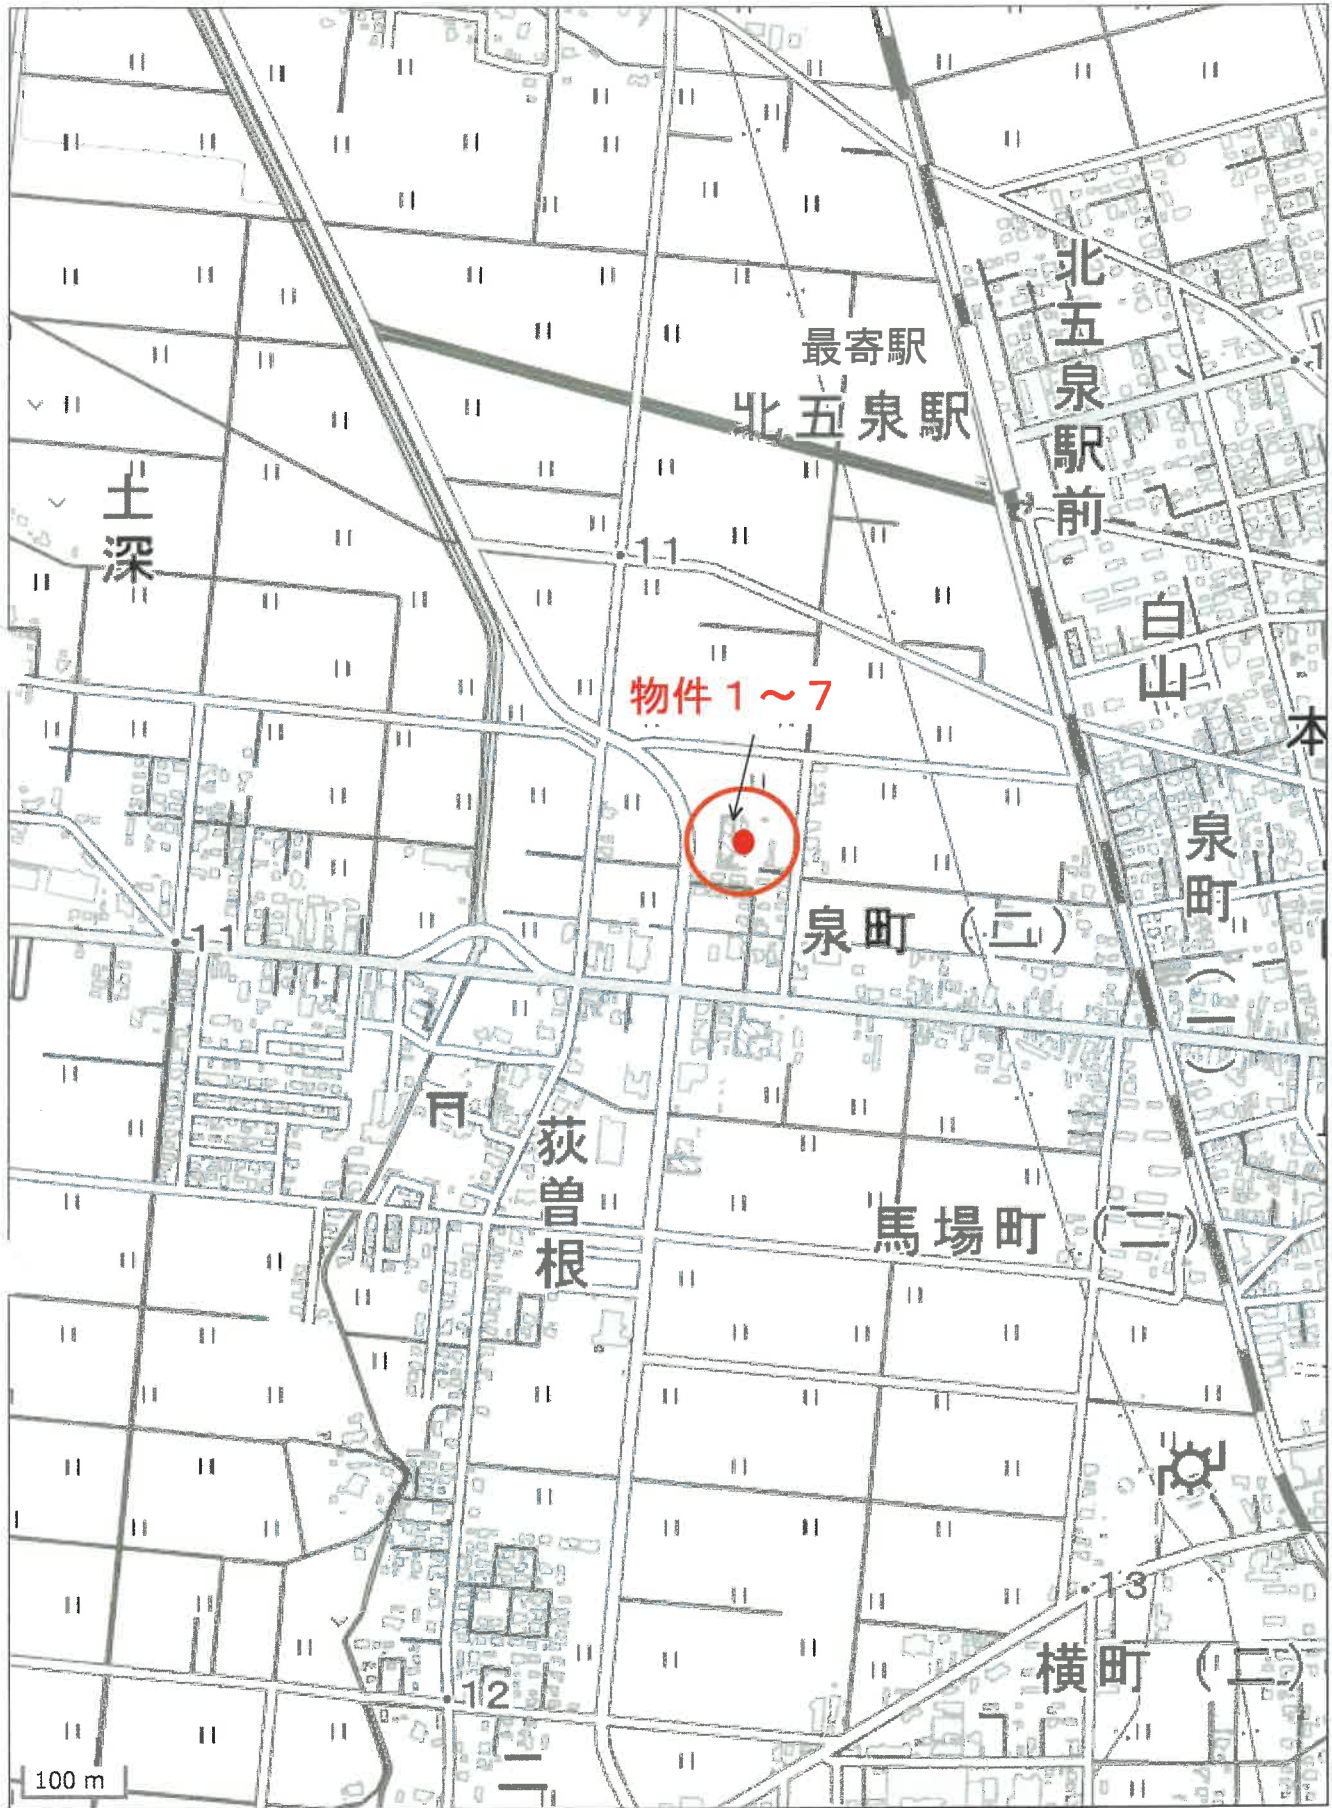 北五泉駅前
最寄駅
北五泉駅
土深
11
白山
物件1~7
本
泉町(一)
11
泉町(二)
荻曽根
馬場町(二)
13
横町(二)
12
二
100 m